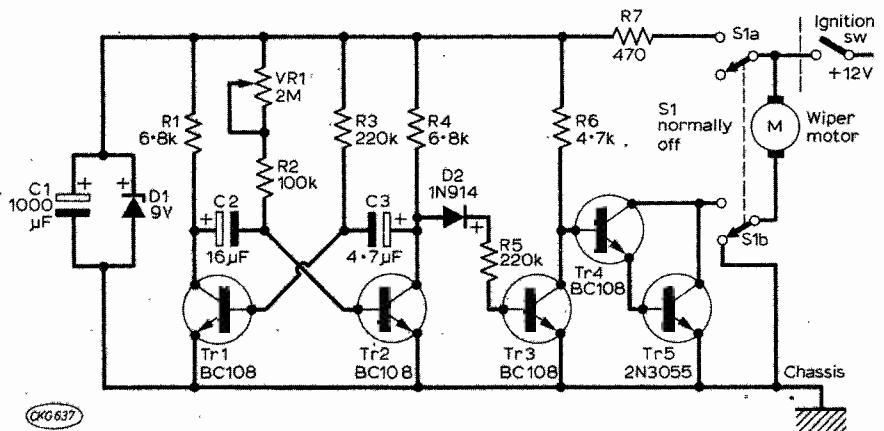 R7
470
S1a
Ignition
sw
+12V
VR1
2M
R1
6·8k
R3
220k
R4
6·8k
R6
4·7k
S1
normally
off
M
Wiper
motor
R2
100k
D2
1N914
C1
1000
μF
+
+
D1
9V
+
C2
16μF
C3
+
4·7μF
+
R5
220k
Tr4
BC108
S1b
Tr1
BC108
Tr2
BC108
Tr3
BC108
Tr5
2N3055
Chassis
CKG637